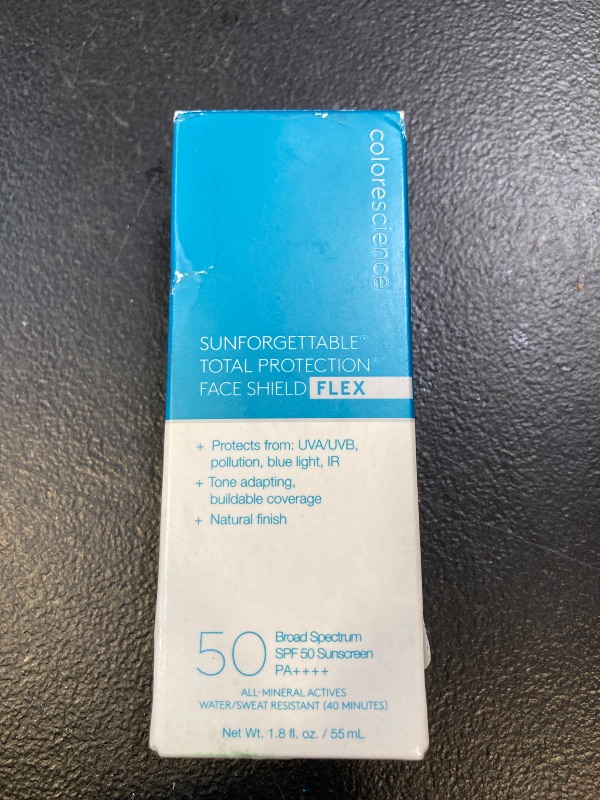 colorescience
SUNFORGETTABLE®
TOTAL PROTECTION®
FACE SHIELD FLEX
+ Protects from: UVA/UVB,
pollution, blue light, IR
+ Tone adapting,
buildable coverage
+ Natural finish
50
Broad Spectrum
SPF 50 Sunscreen
PA++++
ALL-MINERAL ACTIVES
WATER/SWEAT RESISTANT (40 MINUTES)
Net Wt. 1.8 fl. oz. / 55 mL